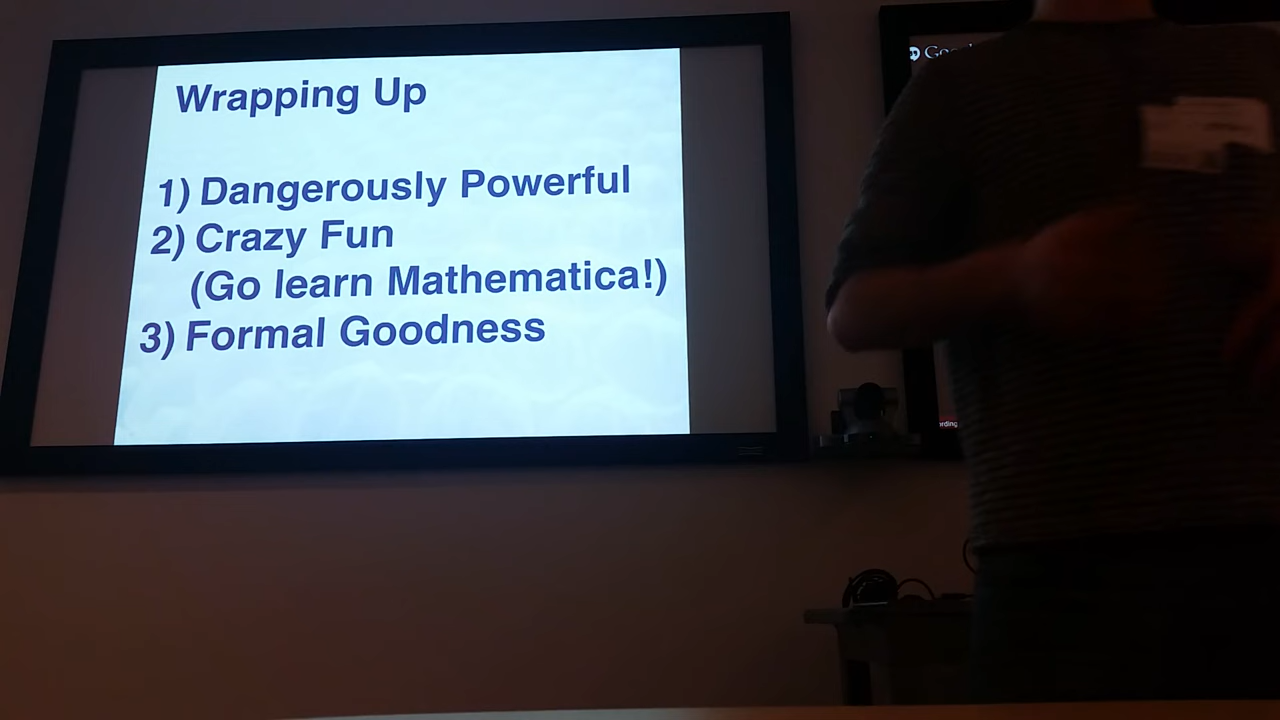 Wrapping Up
1) Dangerously Powerful
2) Crazy Fun
(Go learn Mathematica!)
3) Formal Goodness